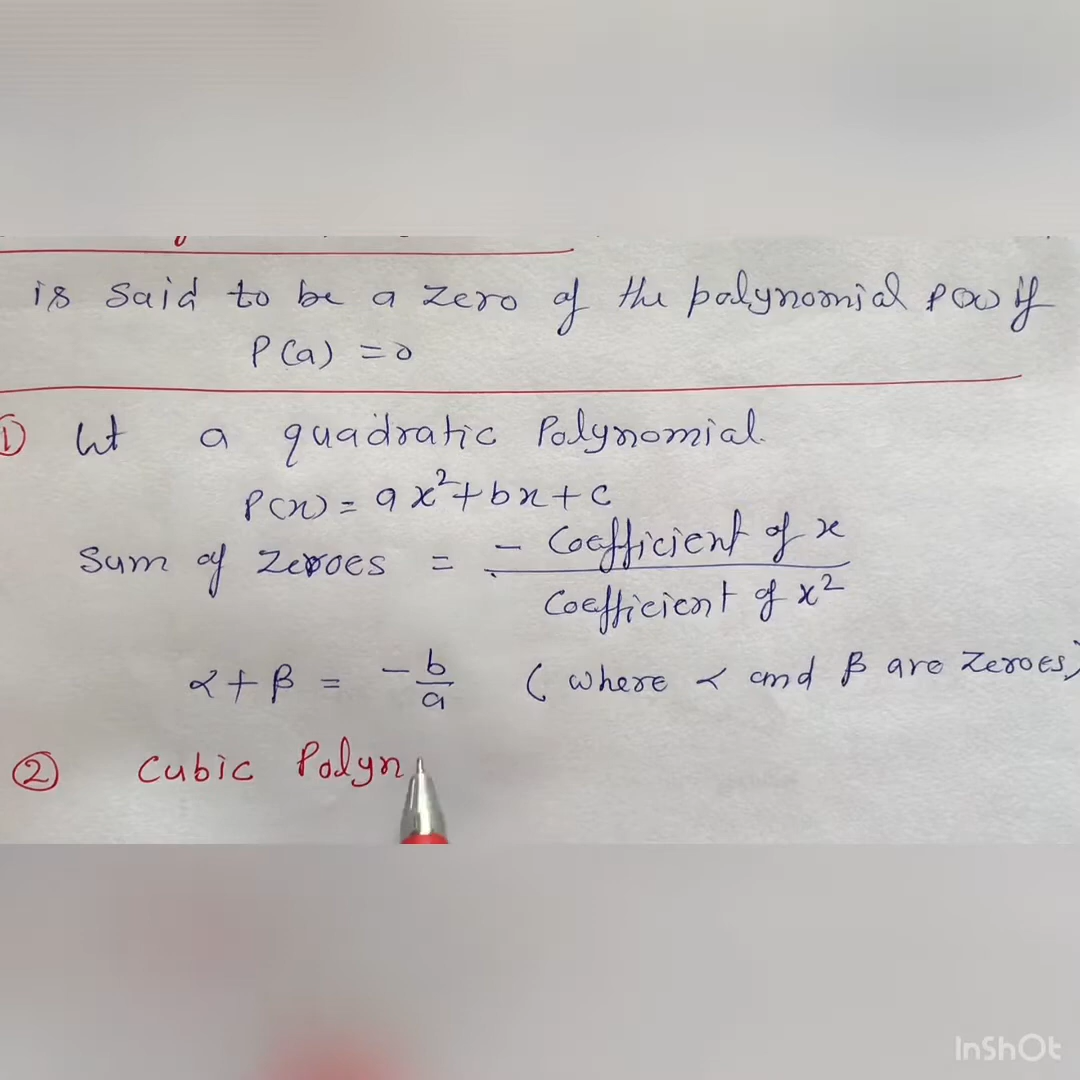 is said to be a zero of the polynomial p(x) if
P(a) = 0
① Let a quadratic Polynomial.
P(x) = ax²+bx+c
Sum of zeroes = - Coefficient of x / Coefficient of x²
α+β = -b/a (where α and β are zeroes)
② Cubic Polyn
InShOt